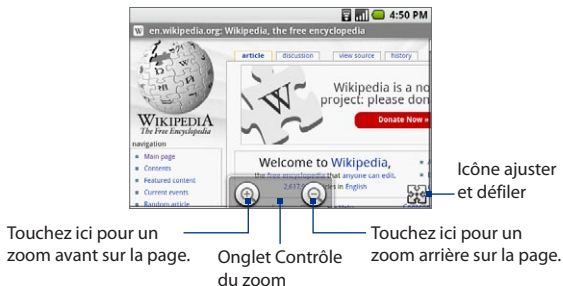 4:50 PM
W en.wikipedia.org: Wikipedia, the free encyclopedia
article discussion view source history
Wikipedia is a no
project: please don
Donate Now »
WIKIPEDIA
The Free Encyclopedia
navigation
Main page
Contents
Featured content
Current events
Random article
Welcome to Wikipedia,
the free encyclopedia that anyone can edit.
in English
Icône ajuster
et défiler
Touchez ici pour un
zoom avant sur la page.
Onglet Contrôle
du zoom
Touchez ici pour un
zoom arrière sur la page.